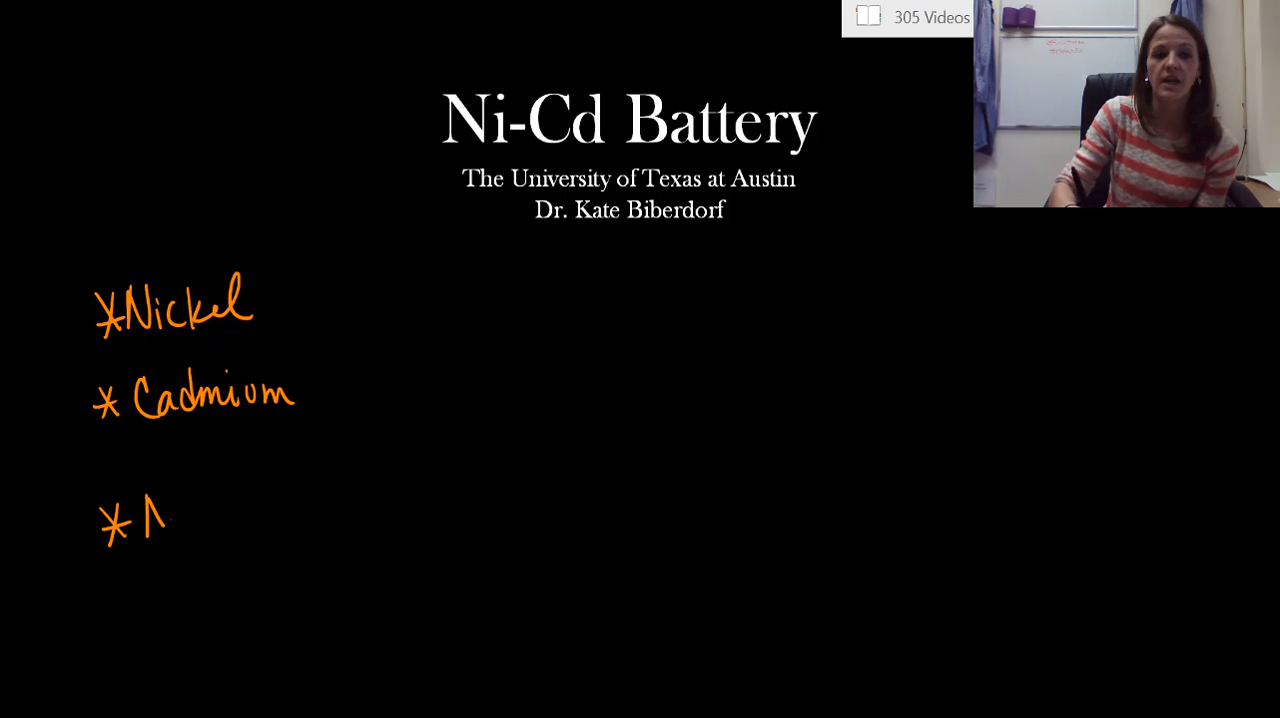 305 Videos
Ni-Cd Battery
The University of Texas at Austin
Dr. Kate Biberdorf
*Nickel
* Cadmium
*